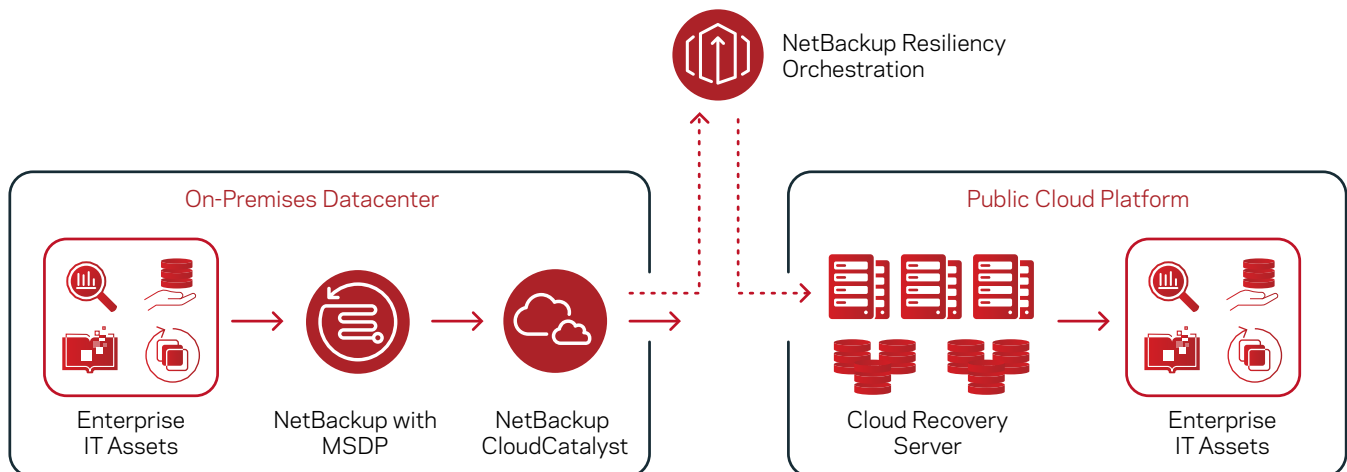 NetBackup Resiliency
Orchestration
On-Premises Datacenter
Public Cloud Platform
Enterprise
IT Assets
NetBackup with
MSDP
NetBackup
CloudCatalyst
Cloud Recovery
Server
Enterprise
IT Assets